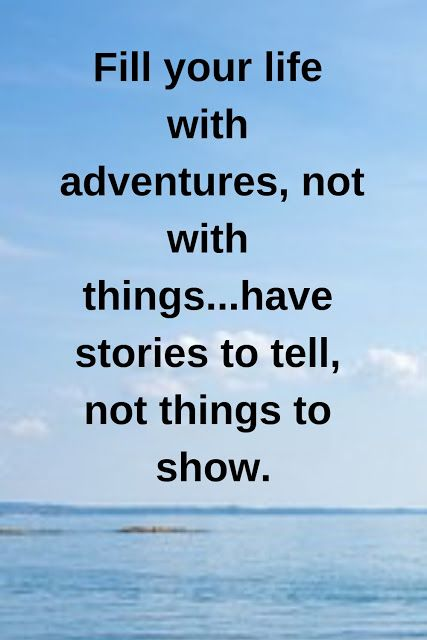 Fill your life
with
adventures, not
with
things...have
stories to tell,
not things to
show.